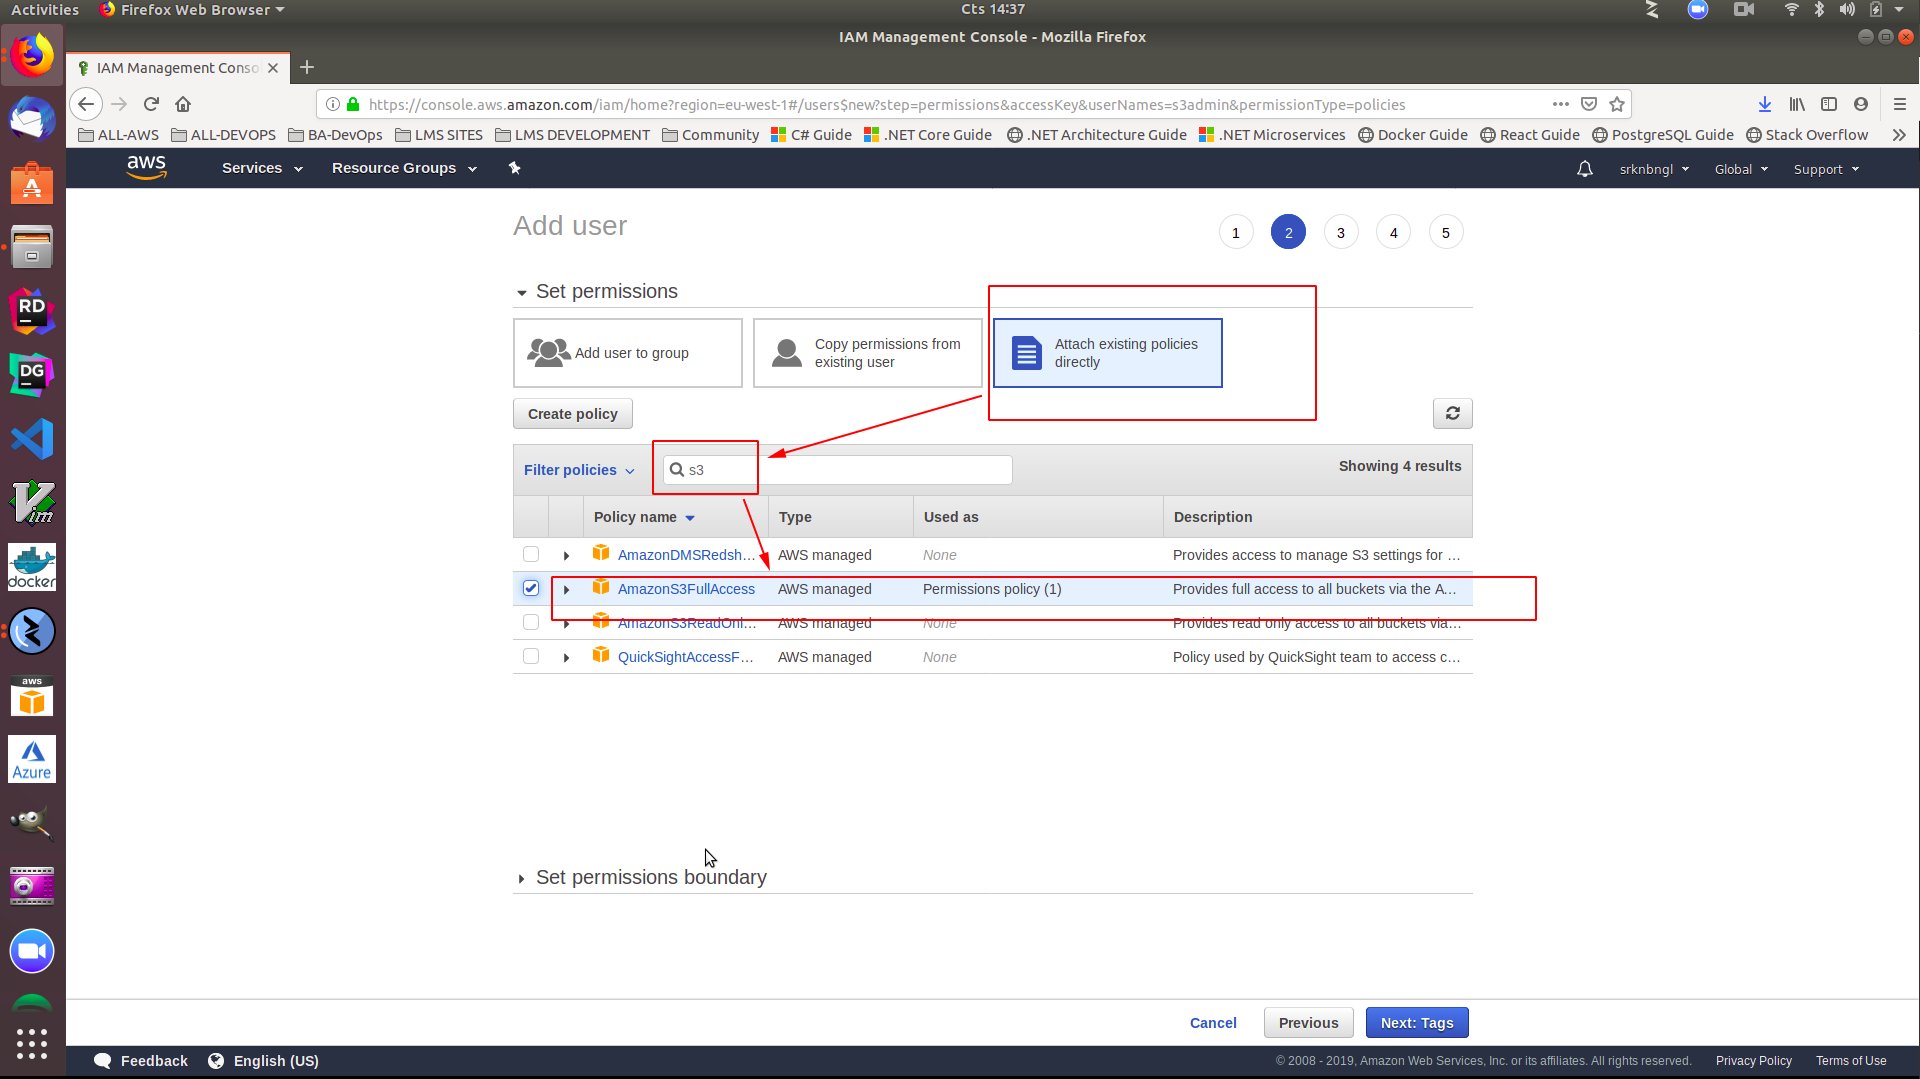 Activities
Firefox Web Browser
Cts 14:37
IAM Management Console - Mozilla Firefox
IAM Management Conso
https://console.aws.amazon.com/iam/home?region=eu-west-1#/users$new?step=permissions&accessKey&userNames=s3admin&permissionType=policies
ALL-AWS
ALL-DEVOPS
BA-DevOps
LMS SITES
LMS DEVELOPMENT
Community
C# Guide
.NET Core Guide
.NET Architecture Guide
.NET Microservices
Docker Guide
React Guide
PostgreSQL Guide
Stack Overflow
aws
Services
Resource Groups
srknbngl
Global
Support
Add user
1
2
3
4
5
Set permissions
Add user to group
Copy permissions from
existing user
Attach existing policies
directly
Create policy
Filter policies
s3
Showing 4 results
Policy name
Type
Used as
Description
AmazonDMSRedsh...
AWS managed
None
Provides access to manage S3 settings for ...
AmazonS3FullAccess
AWS managed
Permissions policy (1)
Provides full access to all buckets via the A...
AmazonS3ReadOnl...
AWS managed
None
Provides read only access to all buckets via...
QuickSightAccessF...
AWS managed
None
Policy used by QuickSight team to access c...
Set permissions boundary
Cancel
Previous
Next: Tags
Feedback
English (US)
© 2008 - 2019, Amazon Web Services, Inc. or its affiliates. All rights reserved.
Privacy Policy
Terms of Use
RD
DG
Vim
docker
aws
Azure